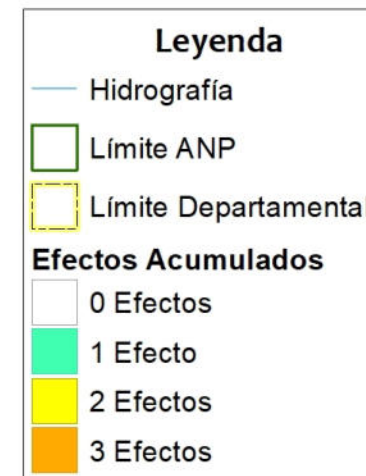 Leyenda
Hidrografía
Límite ANP
Límite Departamental
Efectos Acumulados
0 Efectos
1 Efecto
2 Efectos
3 Efectos